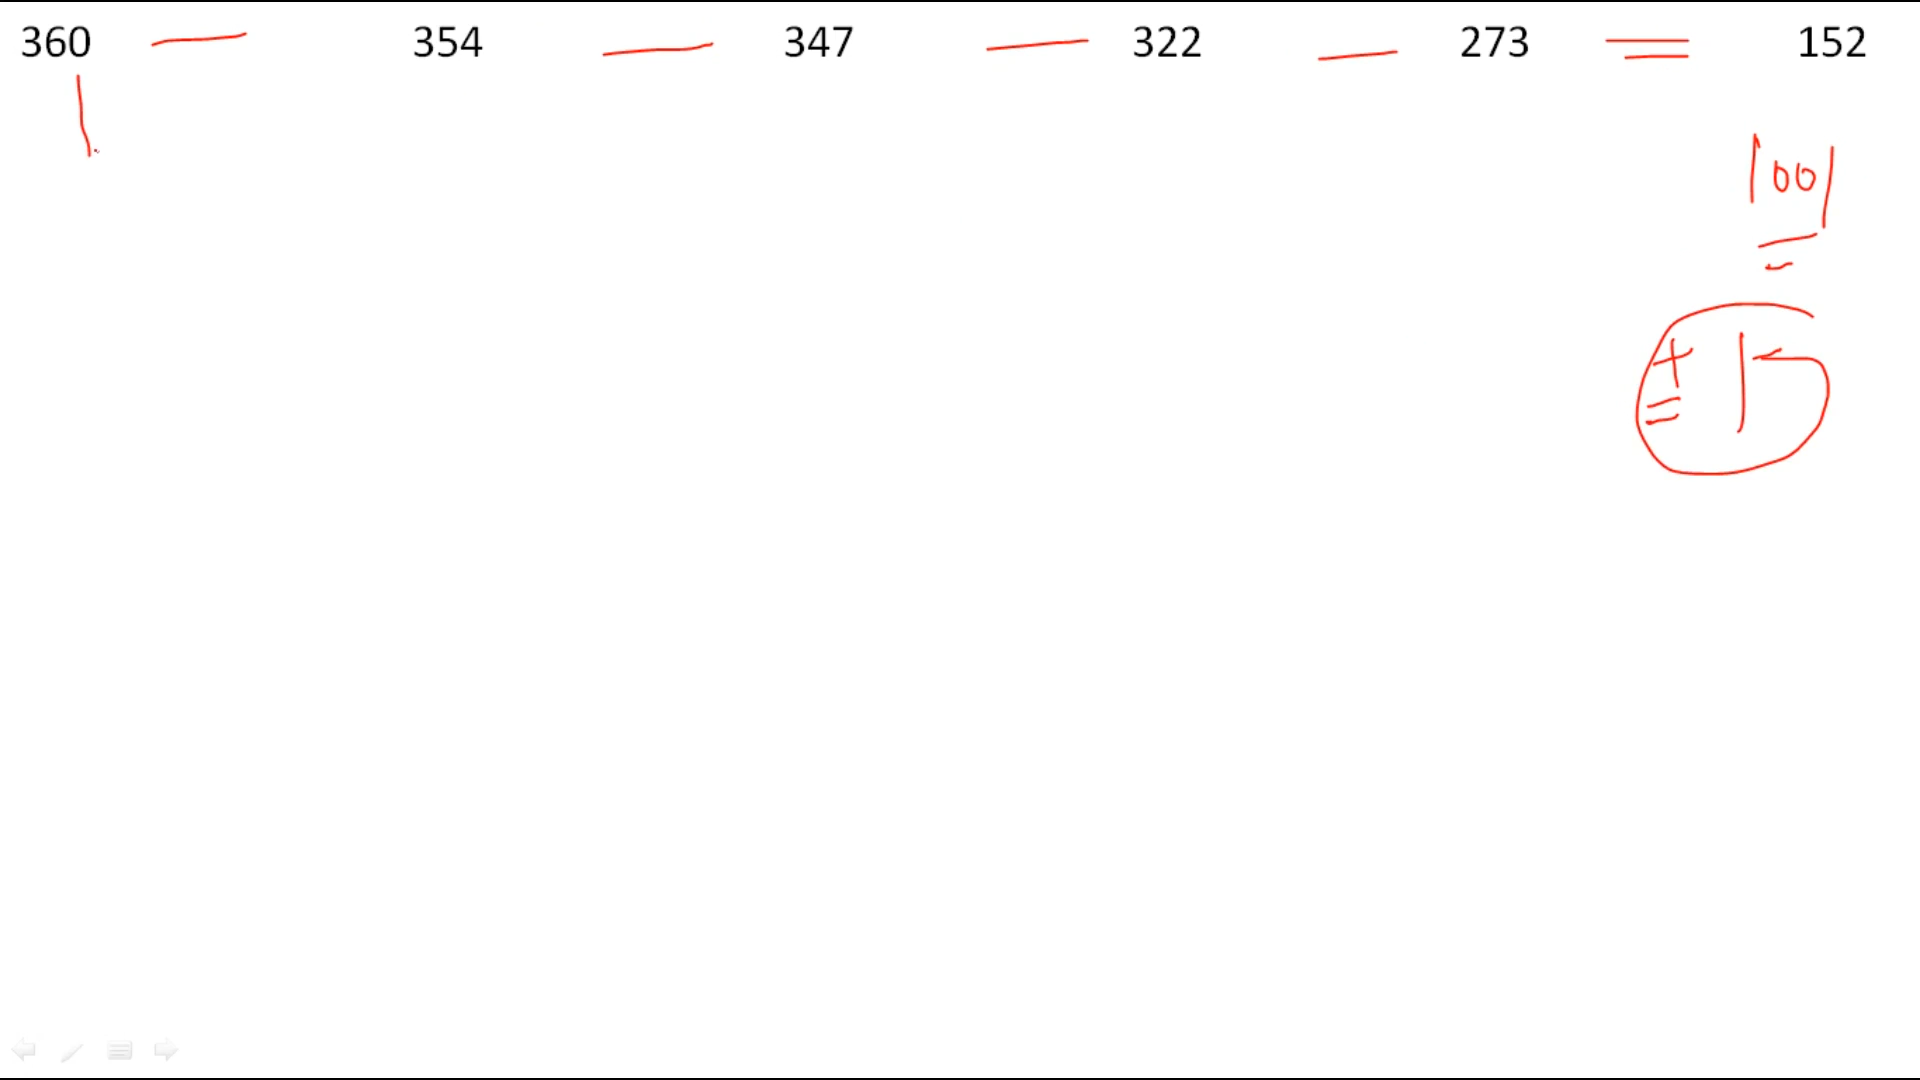 360 — 354 — 347 — 322 — 273 = 152
100